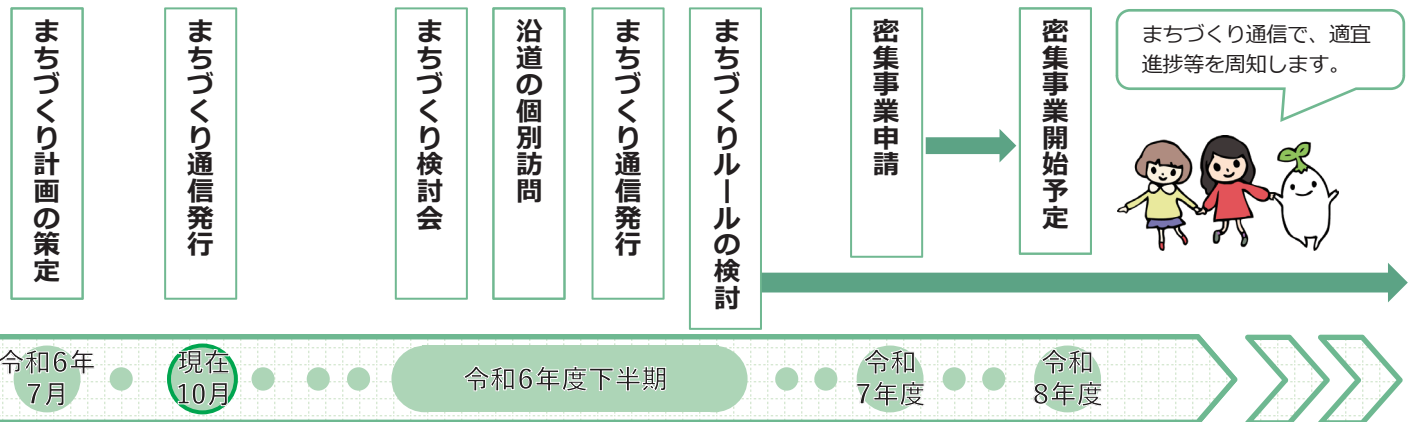 まちづくり計画の策定
まちづくり通信発行
まちづくり検討会
沿道の個別訪問
まちづくり通信発行
まちづくりルールの検討
密集事業申請
密集事業開始予定
まちづくり通信で、適宜
進捗等を周知します。
令和6年
7月
現在
10月
令和6年度下半期
令和
7年度
令和
8年度